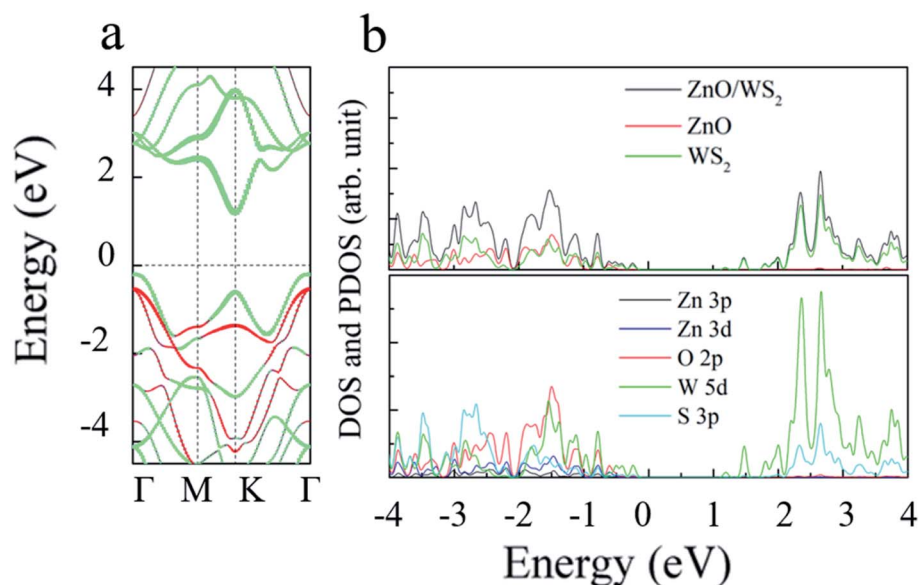 a
b
Energy (eV)
4
2
0
-2
-4
Γ M K Γ
DOS and PDOS (arb. unit)
ZnO/WS₂
ZnO
WS₂
Zn 3p
Zn 3d
O 2p
W 5d
S 3p
-4 -3 -2 -1 0 1 2 3 4
Energy (eV)